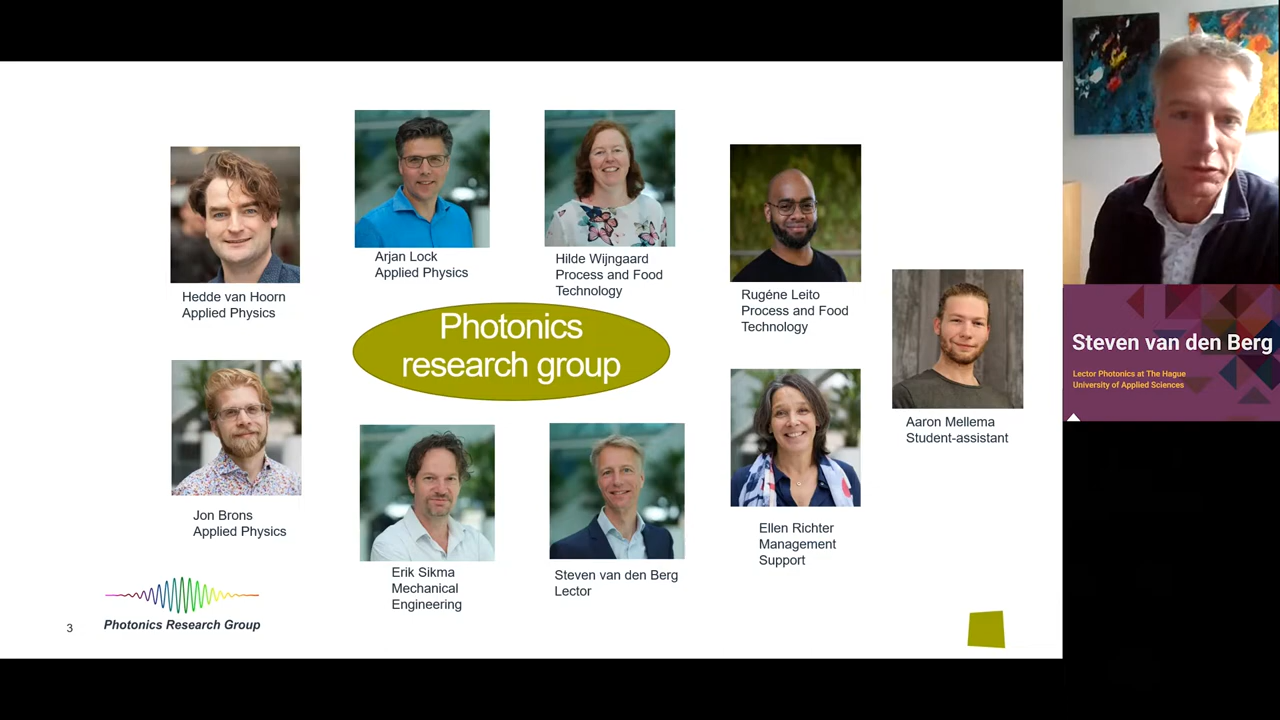 Hedde van Hoorn
Applied Physics
Arjan Lock
Applied Physics
Hilde Wijngaard
Process and Food
Technology
Rugéne Leito
Process and Food
Technology
Aaron Mellema
Student-assistant
Photonics
research group
Jon Brons
Applied Physics
Erik Sikma
Mechanical
Engineering
Steven van den Berg
Lector
Ellen Richter
Management
Support
3
Photonics Research Group
Steven van den Berg
Lector Photonics at The Hague
University of Applied Sciences